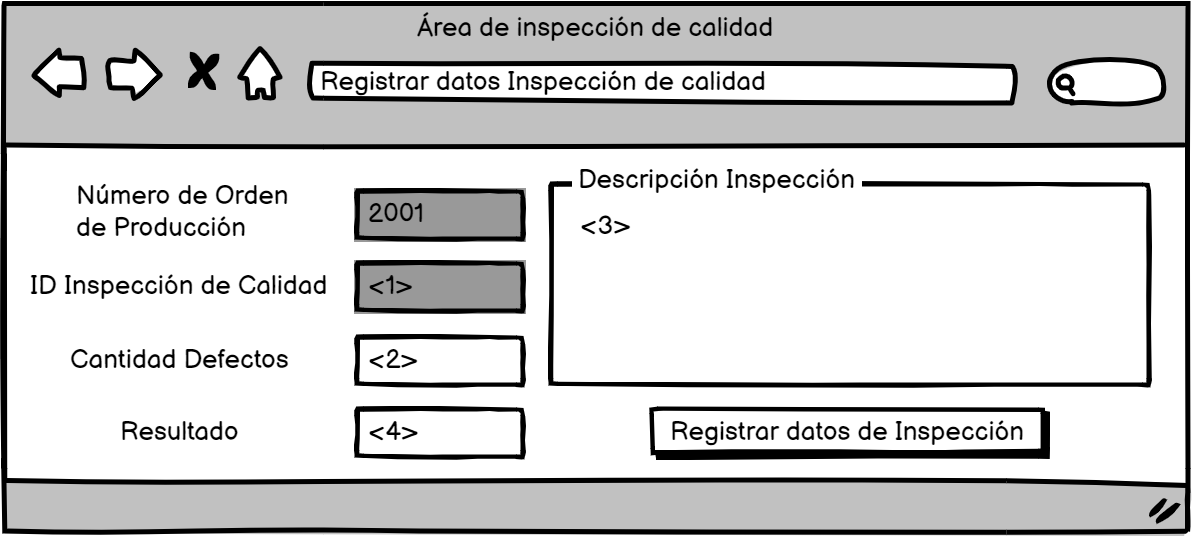 Área de inspección de calidad
Registrar datos Inspección de calidad
Número de Orden
de Producción
2001
ID Inspección de Calidad
<1>
Cantidad Defectos
<2>
Resultado
<4>
Descripción Inspección
<3>
Registrar datos de Inspección